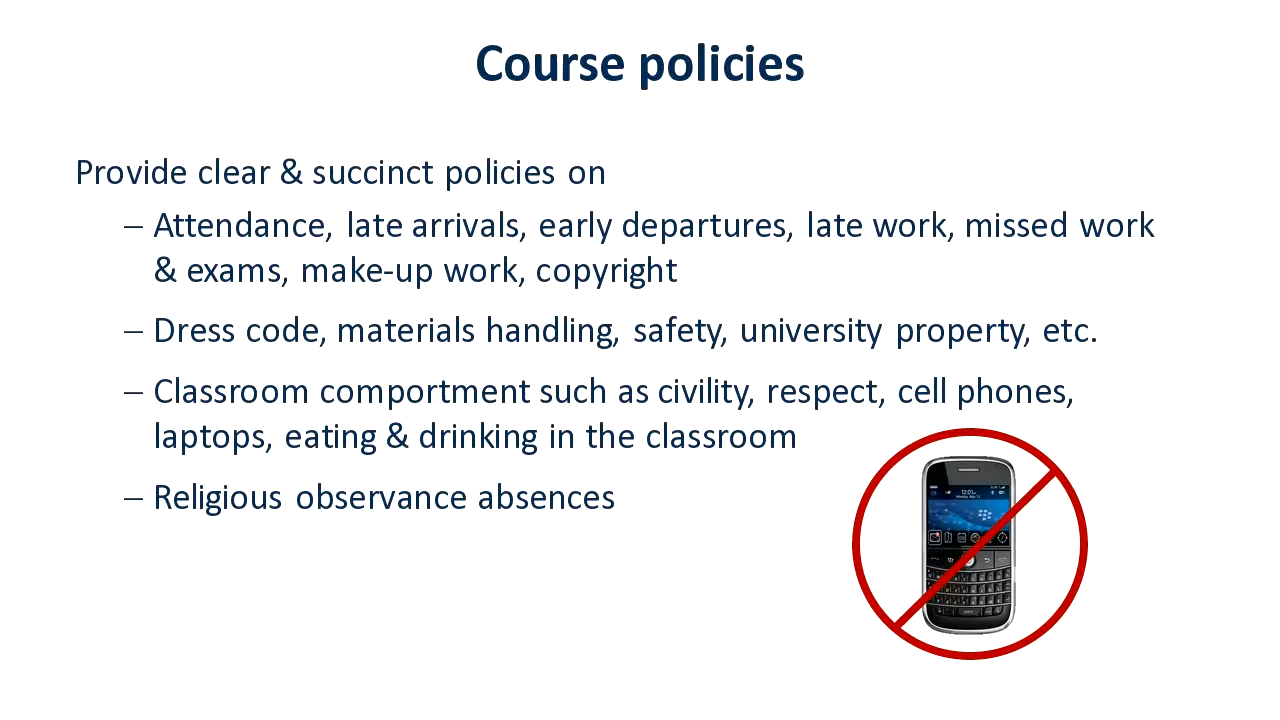 Course policies
Provide clear & succinct policies on
– Attendance, late arrivals, early departures, late work, missed work
& exams, make-up work, copyright
– Dress code, materials handling, safety, university property, etc.
– Classroom comportment such as civility, respect, cell phones,
laptops, eating & drinking in the classroom
– Religious observance absences
12:01